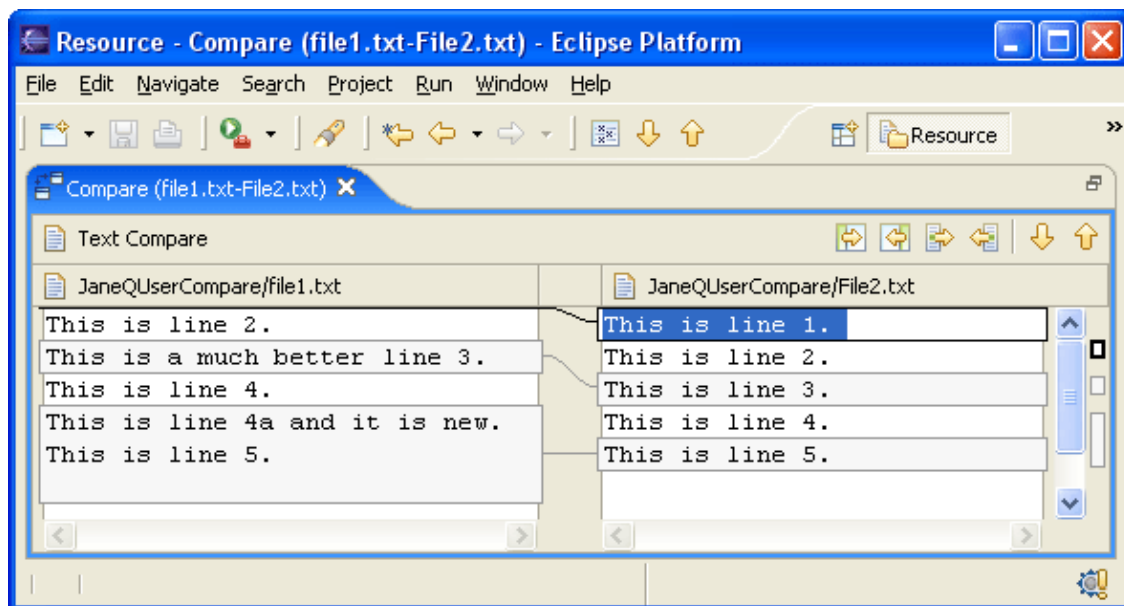 Resource - Compare (file1.txt-File2.txt) - Eclipse Platform
File Edit Navigate Search Project Run Window Help
Resource
Compare (file1.txt-File2.txt)
Text Compare
JaneQUserCompare/file1.txt
This is line 2.
This is a much better line 3.
This is line 4.
This is line 4a and it is new.
This is line 5.
JaneQUserCompare/File2.txt
This is line 1.
This is line 2.
This is line 3.
This is line 4.
This is line 5.